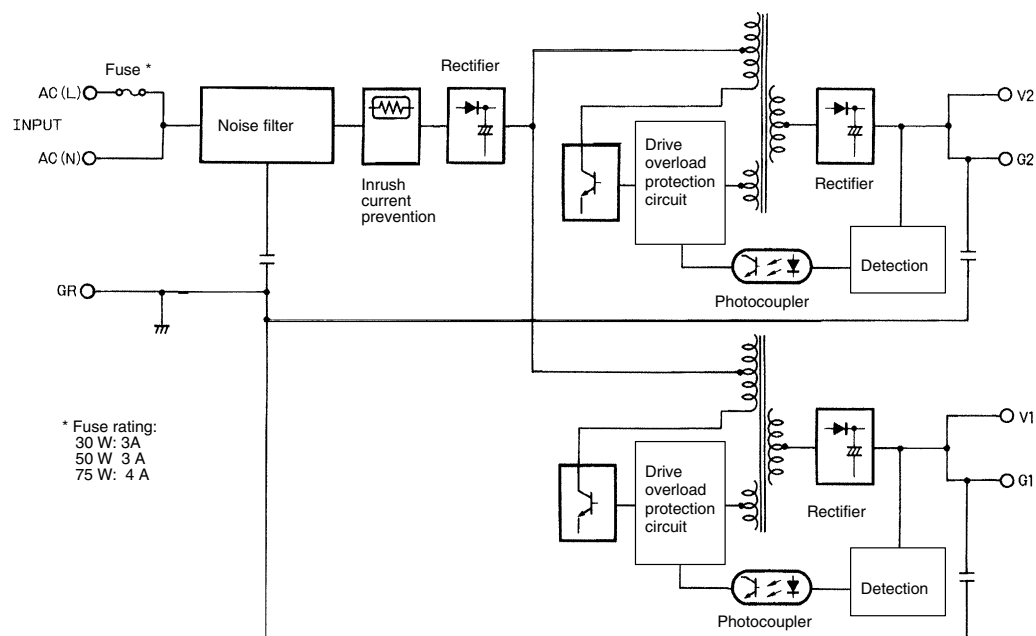 Fuse *
AC(L)
INPUT
AC(N)
Noise filter
Inrush
current
prevention
Rectifier
GR
Drive
overload
protection
circuit
Rectifier
V2
G2
Detection
Photocoupler
* Fuse rating:
30 W: 3A
50 W 3 A
75 W: 4 A
Drive
overload
protection
circuit
Rectifier
V1
G1
Detection
Photocoupler